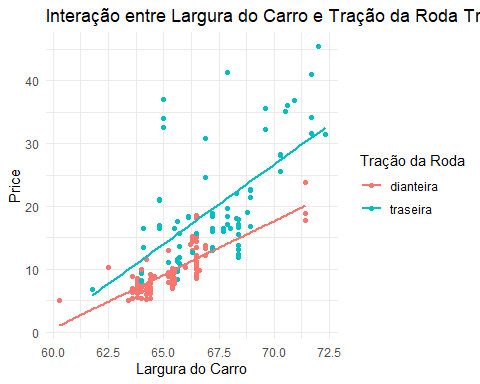 Interação entre Largura do Carro e Tração da Roda Tr
40
30
20
10
0
Price
60.0 62.5 65.0 67.5 70.0 72.5
Largura do Carro
Tração da Roda
dianteira
traseira